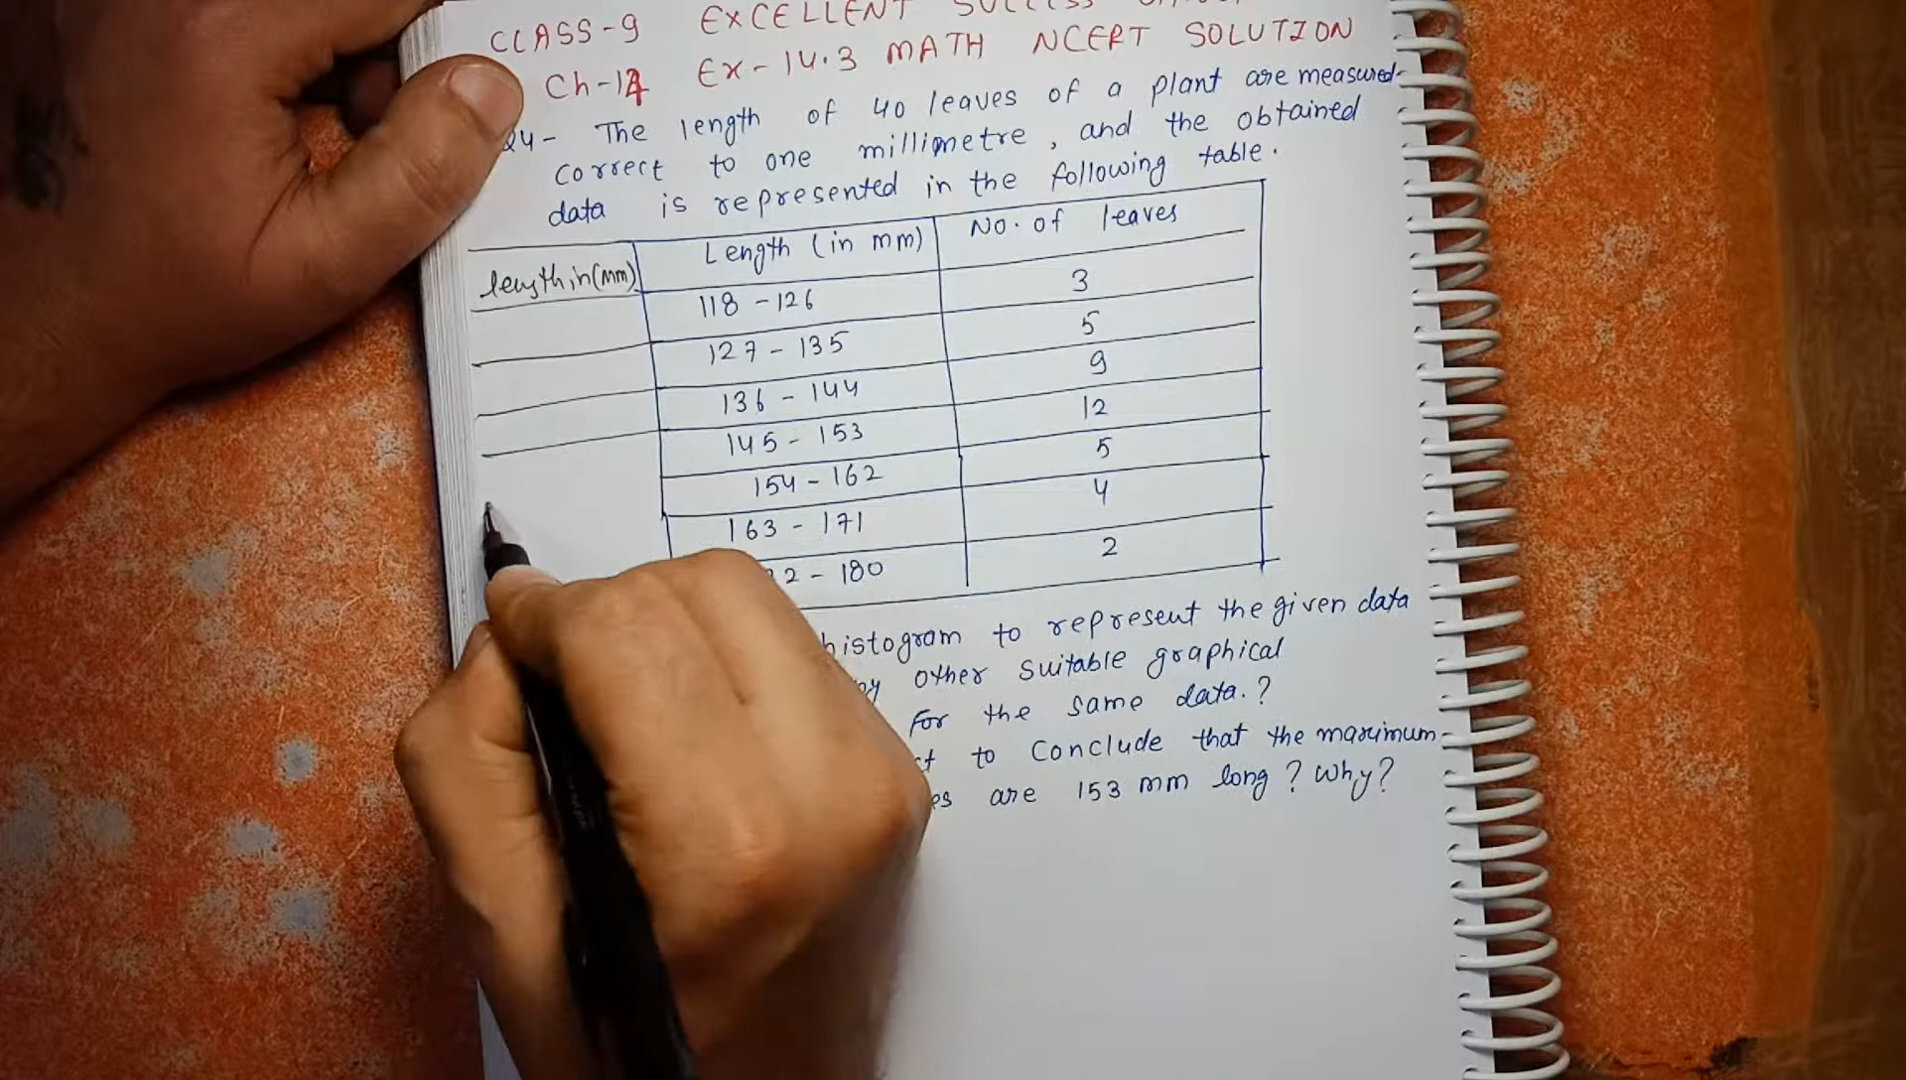 CLASS-9 EXCELLENT SUCCESS
Ch-14 Ex-14.3 MATH NCERT SOLUTION
Q4- The length of 40 leaves of a plant are measured
correct to one millimetre, and the obtained
data is represented in the following table.
length in (mm) Length (in mm) No. of leaves
118 - 126 3
127 - 135 5
136 - 144 9
145 - 153 12
154 - 162 5
163 - 171 4
2 - 180 2
histogram to represent the given data
other suitable graphical
for the same data.?
to conclude that the maximum-
are 153 mm long? Why?